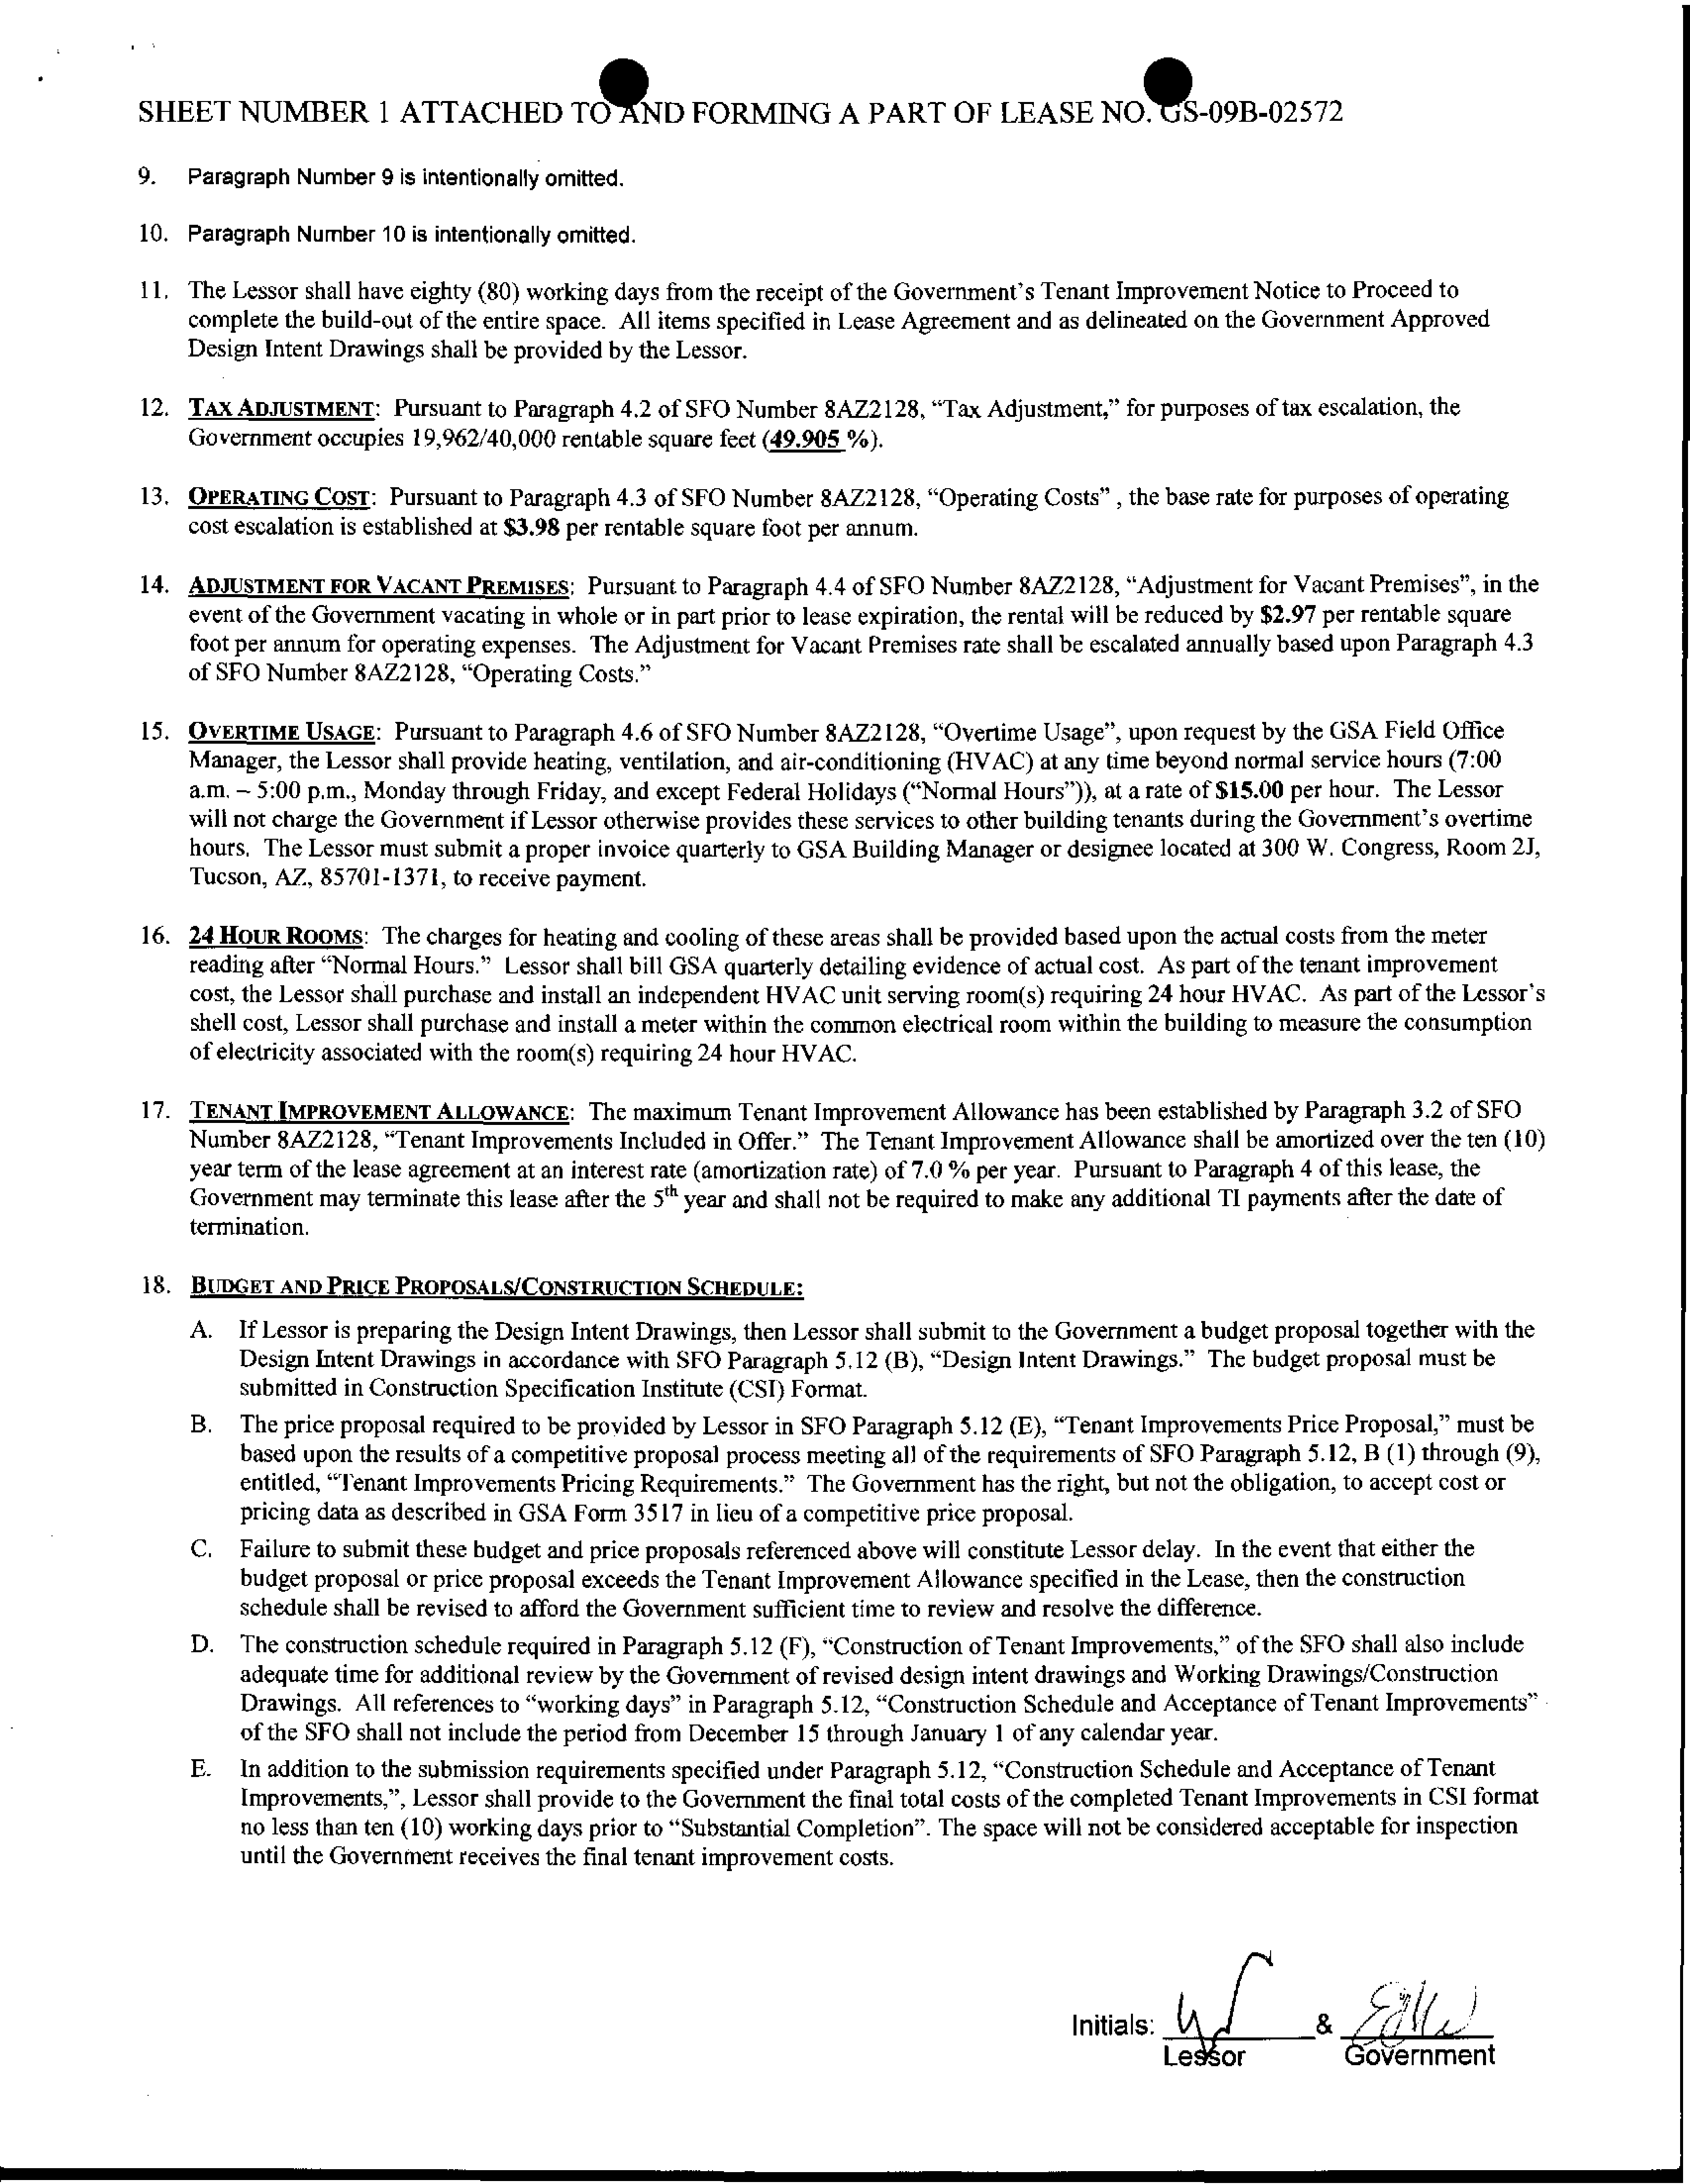 SHEET NUMBER 1 ATTACHED TO AND FORMING A PART OF LEASE NO. GS-09B-02572
9. Paragraph Number 9 is intentionally omitted.
10. Paragraph Number 10 is intentionally omitted.
11. The Lessor shall have eighty (80) working days from the receipt of the Government's Tenant Improvement Notice to Proceed to
complete the build-out of the entire space. All items specified in Lease Agreement and as delineated on the Government Approved
Design Intent Drawings shall be provided by the Lessor.
12. TAX ADJUSTMENT: Pursuant to Paragraph 4.2 of SFO Number 8AZ2128, “Tax Adjustment,” for purposes of tax escalation, the
Government occupies 19,962/40,000 rentable square feet (49.905 %).
13. OPERATING COST: Pursuant to Paragraph 4.3 of SFO Number 8AZ2128, “Operating Costs” , the base rate for purposes of operating
cost escalation is established at $3.98 per rentable square foot per annum.
14. ADJUSTMENT FOR VACANT PREMISES: Pursuant to Paragraph 4.4 of SFO Number 8AZ2128, “Adjustment for Vacant Premises”, in the
event of the Government vacating in whole or in part prior to lease expiration, the rental will be reduced by $2.97 per rentable square
foot per annum for operating expenses. The Adjustment for Vacant Premises rate shall be escalated annually based upon Paragraph 4.3
of SFO Number 8AZ2128, “Operating Costs.”
15. OVERTIME USAGE: Pursuant to Paragraph 4.6 of SFO Number 8AZ2128, “Overtime Usage”, upon request by the GSA Field Office
Manager, the Lessor shall provide heating, ventilation, and air-conditioning (HVAC) at any time beyond normal service hours (7:00
a.m. – 5:00 p.m., Monday through Friday, and except Federal Holidays (“Normal Hours”)), at a rate of $15.00 per hour. The Lessor
will not charge the Government if Lessor otherwise provides these services to other building tenants during the Government's overtime
hours. The Lessor must submit a proper invoice quarterly to GSA Building Manager or designee located at 300 W. Congress, Room 2J,
Tucson, AZ, 85701-1371, to receive payment.
16. 24 HOUR ROOMS: The charges for heating and cooling of these areas shall be provided based upon the actual costs from the meter
reading after “Normal Hours.” Lessor shall bill GSA quarterly detailing evidence of actual cost. As part of the tenant improvement
cost, the Lessor shall purchase and install an independent HVAC unit serving room(s) requiring 24 hour HVAC. As part of the Lessor's
shell cost, Lessor shall purchase and install a meter within the common electrical room within the building to measure the consumption
of electricity associated with the room(s) requiring 24 hour HVAC.
17. TENANT IMPROVEMENT ALLOWANCE: The maximum Tenant Improvement Allowance has been established by Paragraph 3.2 of SFO
Number 8AZ2128, “Tenant Improvements Included in Offer.” The Tenant Improvement Allowance shall be amortized over the ten (10)
year term of the lease agreement at an interest rate (amortization rate) of 7.0 % per year. Pursuant to Paragraph 4 of this lease, the
Government may terminate this lease after the 5th year and shall not be required to make any additional TI payments after the date of
termination.
18. BUDGET AND PRICE PROPOSALS/CONSTRUCTION SCHEDULE:
A. If Lessor is preparing the Design Intent Drawings, then Lessor shall submit to the Government a budget proposal together with the
Design Intent Drawings in accordance with SFO Paragraph 5.12 (B), “Design Intent Drawings.” The budget proposal must be
submitted in Construction Specification Institute (CSI) Format.
B. The price proposal required to be provided by Lessor in SFO Paragraph 5.12 (E), “Tenant Improvements Price Proposal,” must be
based upon the results of a competitive proposal process meeting all of the requirements of SFO Paragraph 5.12, B (1) through (9),
entitled, “Tenant Improvements Pricing Requirements.” The Government has the right, but not the obligation, to accept cost or
pricing data as described in GSA Form 3517 in lieu of a competitive price proposal.
C. Failure to submit these budget and price proposals referenced above will constitute Lessor delay. In the event that either the
budget proposal or price proposal exceeds the Tenant Improvement Allowance specified in the Lease, then the construction
schedule shall be revised to afford the Government sufficient time to review and resolve the difference.
D. The construction schedule required in Paragraph 5.12 (F), “Construction of Tenant Improvements,” of the SFO shall also include
adequate time for additional review by the Government of revised design intent drawings and Working Drawings/Construction
Drawings. All references to “working days” in Paragraph 5.12, “Construction Schedule and Acceptance of Tenant Improvements”
of the SFO shall not include the period from December 15 through January 1 of any calendar year.
E. In addition to the submission requirements specified under Paragraph 5.12, “Construction Schedule and Acceptance of Tenant
Improvements,”, Lessor shall provide to the Government the final total costs of the completed Tenant Improvements in CSI format
no less than ten (10) working days prior to “Substantial Completion”. The space will not be considered acceptable for inspection
until the Government receives the final tenant improvement costs.
Initials: &
Lessor Government